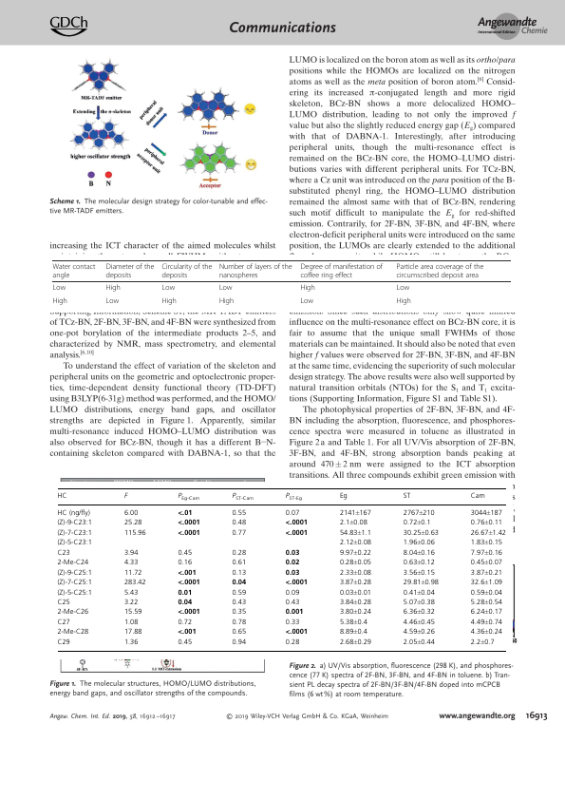 GDCh
Communications
Angewandte
International Edition
Chemie
MR-TADF emitter
Extending the π-skeleton
higher oscillator strength
peripheral
donor unit
peripheral
acceptor unit
Donor
Acceptor
B N
Scheme 1. The molecular design strategy for color-tunable and effec-
tive MR-TADF emitters.
increasing the ICT character of the aimed molecules whilst
LUMO is localized on the boron atom as well as its ortho/para
positions while the HOMOs are localized on the nitrogen
atoms as well as the meta position of boron atom.[9] Consid-
ering its increased π-conjugated length and more rigid
skeleton, BCz-BN shows a more delocalized HOMO–
LUMO distribution, leading to not only the improved f
value but also the slightly reduced energy gap (Eg) compared
with that of DABNA-1. Interestingly, after introducing
peripheral units, though the multi-resonance effect is
remained on the BCz-BN core, the HOMO–LUMO distri-
butions varies with different peripheral units. For TCz-BN,
where a Cz unit was introduced on the para position of the B-
substituted phenyl ring, the HOMO–LUMO distribution
remained the almost same with that of BCz-BN, rendering
such motif difficult to manipulate the Eg for red-shifted
emission. Contrarily, for 2F-BN, 3F-BN, and 4F-BN, where
electron-deficit peripheral units were introduced on the same
position, the LUMOs are clearly extended to the additional
Water contact angle Diameter of the deposits Circularity of the deposits Number of layers of the nanospheres Degree of manifestation of coffee ring effect Particle area coverage of the circumscribed deposit area
Low High Low Low High Low
High Low High High Low High
of TCz-BN, 2F-BN, 3F-BN, and 4F-BN were synthesized from
one-pot borylation of the intermediate products 2–5, and
characterized by NMR, mass spectrometry, and elemental
analysis.[8,10]
To understand the effect of variation of the skeleton and
peripheral units on the geometric and optoelectronic proper-
ties, time-dependent density functional theory (TD-DFT)
using B3LYP(6-31g) method was performed, and the HOMO/
LUMO distributions, energy band gaps, and oscillator
strengths are depicted in Figure 1. Apparently, similar
multi-resonance induced HOMO–LUMO distribution was
also observed for BCz-BN, though it has a different B–N-
containing skeleton compared with DABNA-1, so that the
influence on the multi-resonance effect on BCz-BN core, it is
fair to assume that the unique small FWHMs of those
materials can be maintained. It should also be noted that even
higher f values were observed for 2F-BN, 3F-BN, and 4F-BN
at the same time, evidencing the superiority of such molecular
design strategy. The above results were also well supported by
natural transition orbitals (NTOs) for the S1 and T1 excita-
tions (Supporting Information, Figure S1 and Table S1).
The photophysical properties of 2F-BN, 3F-BN, and 4F-
BN including the absorption, fluorescence, and phosphores-
cence spectra were measured in toluene as illustrated in
Figure 2 a and Table 1. For all UV/Vis absorption of 2F-BN,
3F-BN, and 4F-BN, strong absorption bands peaking at
around 470 ± 2 nm were assigned to the ICT absorption
transitions. All three compounds exhibit green emission with
HC F PEg-Cam PST-Cam PST-Eg Eg ST Cam
HC (ng/fly) 6.00 <.01 0.55 0.07 2141±167 2767±210 3044±187
(Z)-9-C23:1 25.28 <.0001 0.48 <.0001 2.1±0.08 0.72±0.1 0.76±0.11
(Z)-7-C23:1 115.96 <.0001 0.77 <.0001 54.83±1.1 30.25±0.63 26.67±1.42
(Z)-5-C23:1 2.12±0.08 1.96±0.06 1.83±0.15
C23 3.94 0.45 0.28 0.03 9.97±0.22 8.04±0.16 7.97±0.16
2-Me-C24 4.33 0.16 0.61 0.02 0.28±0.05 0.63±0.12 0.45±0.07
(Z)-9-C25:1 11.72 <.001 0.13 0.03 2.33±0.08 3.56±0.15 3.87±0.21
(Z)-7-C25:1 283.42 <.0001 0.04 <.0001 3.87±0.28 29.81±0.98 32.6±1.09
(Z)-5-C25:1 5.43 0.01 0.59 0.09 0.03±0.01 0.41±0.04 0.59±0.04
C25 3.22 0.04 0.43 0.43 3.84±0.28 5.07±0.38 5.28±0.54
2-Me-C26 15.59 <.0001 0.35 0.001 3.80±0.24 6.36±0.32 6.24±0.17
C27 1.08 0.72 0.78 0.33 5.38±0.4 4.46±0.45 4.49±0.74
2-Me-C28 17.88 <.001 0.65 <.0001 8.89±0.4 4.59±0.26 4.36±0.24
C29 1.36 0.45 0.94 0.28 2.68±0.29 2.05±0.44 2.2±0.7
Figure 1. The molecular structures, HOMO/LUMO distributions,
energy band gaps, and oscillator strengths of the compounds.
Figure 2. a) UV/Vis absorption, fluorescence (298 K), and phosphores-
cence (77 K) spectra of 2F-BN, 3F-BN, and 4F-BN in toluene. b) Tran-
sient PL decay spectra of 2F-BN/3F-BN/4F-BN doped into mCPCB
films (6 wt%) at room temperature.
Angew. Chem. Int. Ed. 2019, 58, 16912–16917
© 2019 Wiley-VCH Verlag GmbH & Co. KGaA, Weinheim
www.angewandte.org 16913